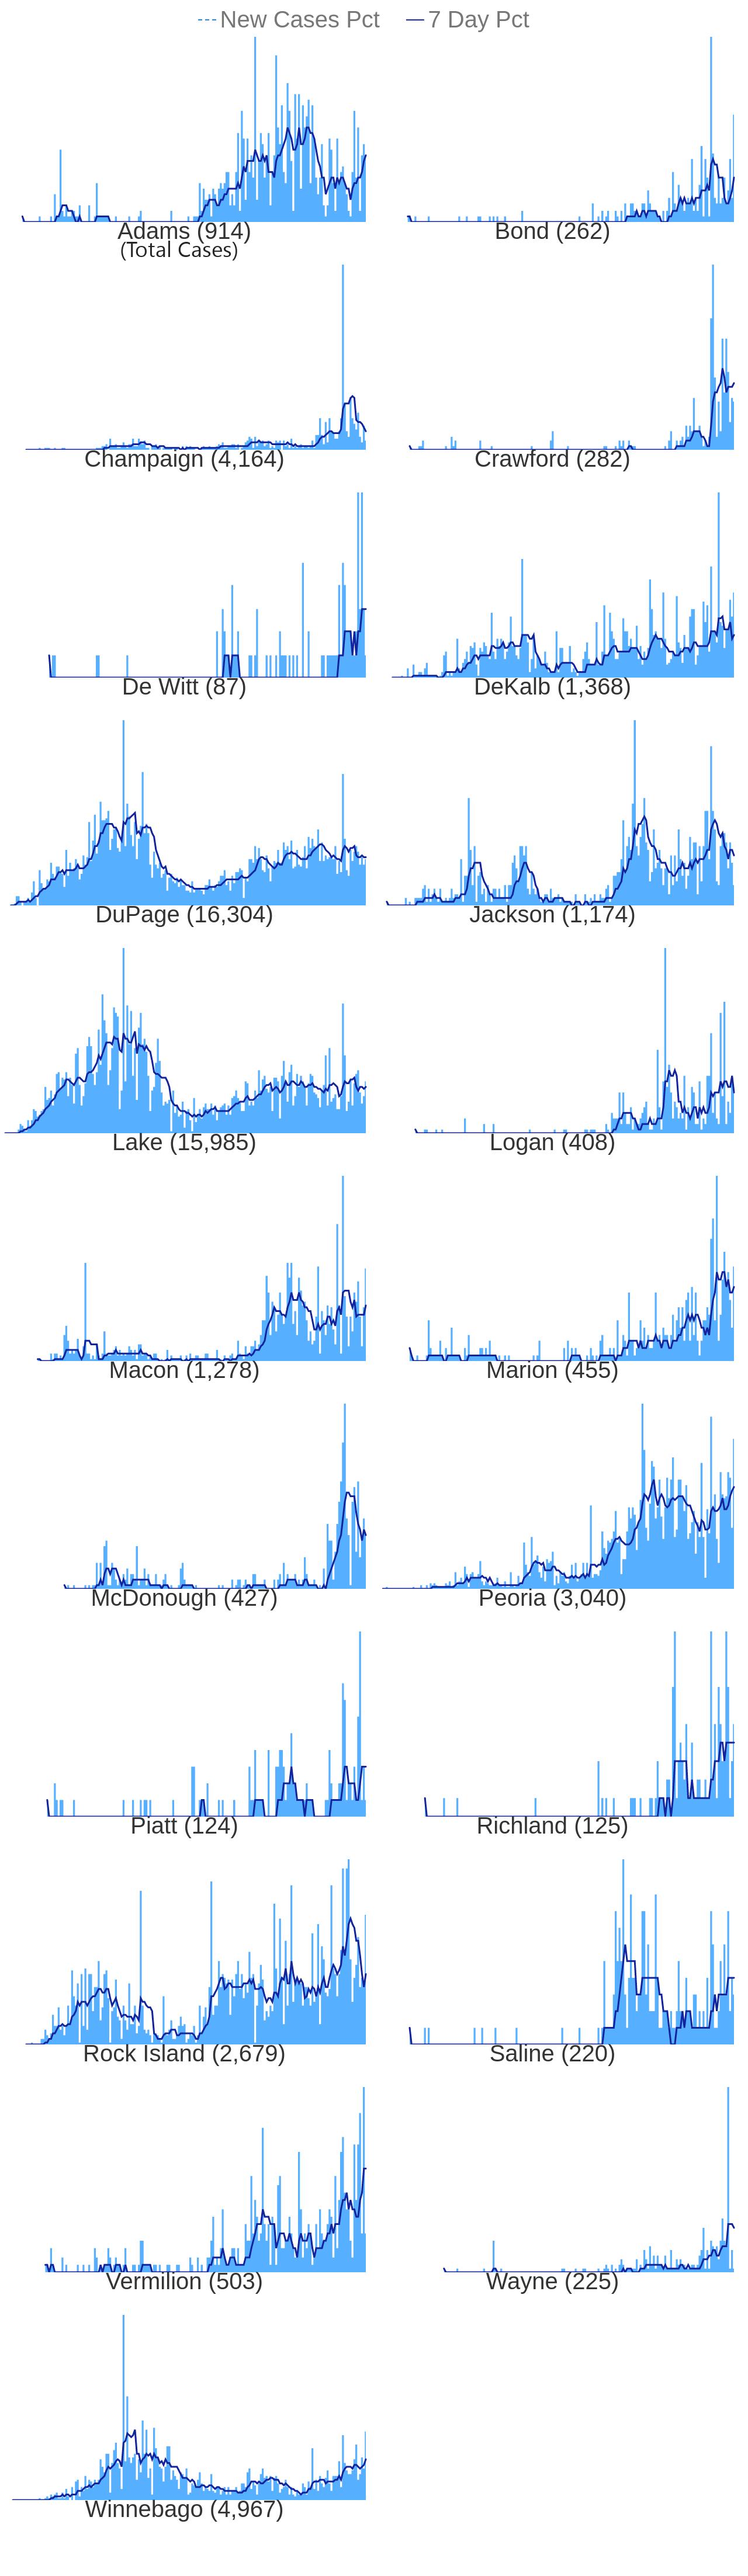 New Cases Pct 7 Day Pct
Adams (914) Bond (262)
(Total Cases)
Champaign (4,164) Crawford (282)
De Witt (87) DeKalb (1,368)
DuPage (16,304) Jackson (1,174)
Lake (15,985) Logan (408)
Macon (1,278) Marion (455)
McDonough (427) Peoria (3,040)
Piatt (124) Richland (125)
Rock Island (2,679) Saline (220)
Vermilion (503) Wayne (225)
Winnebago (4,967)